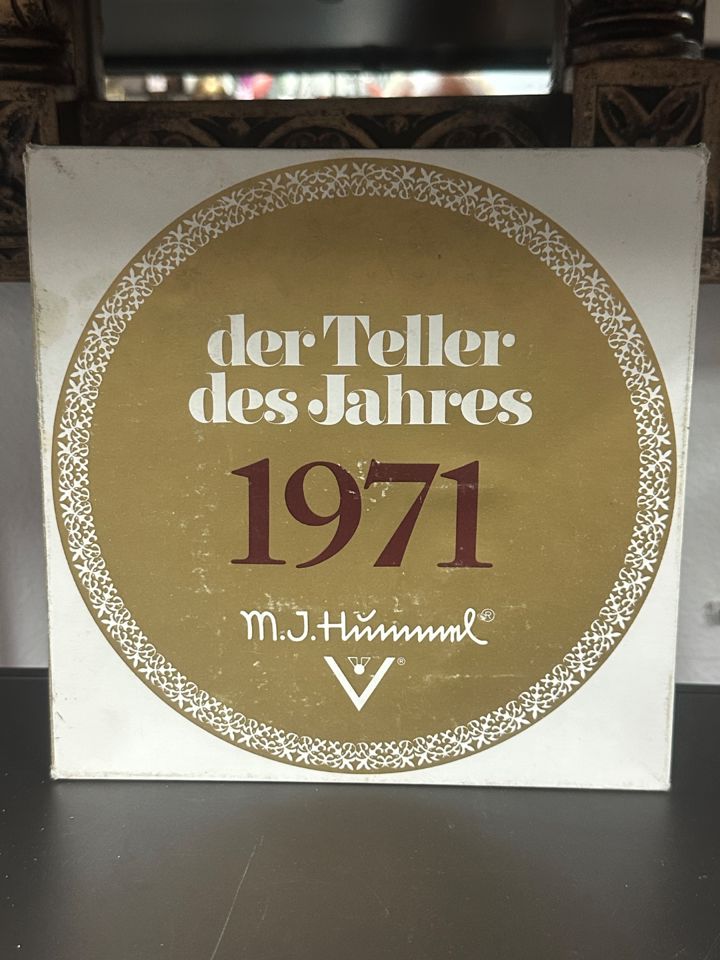 der Teller
des Jahres
1971
M.J.Hummel®
®